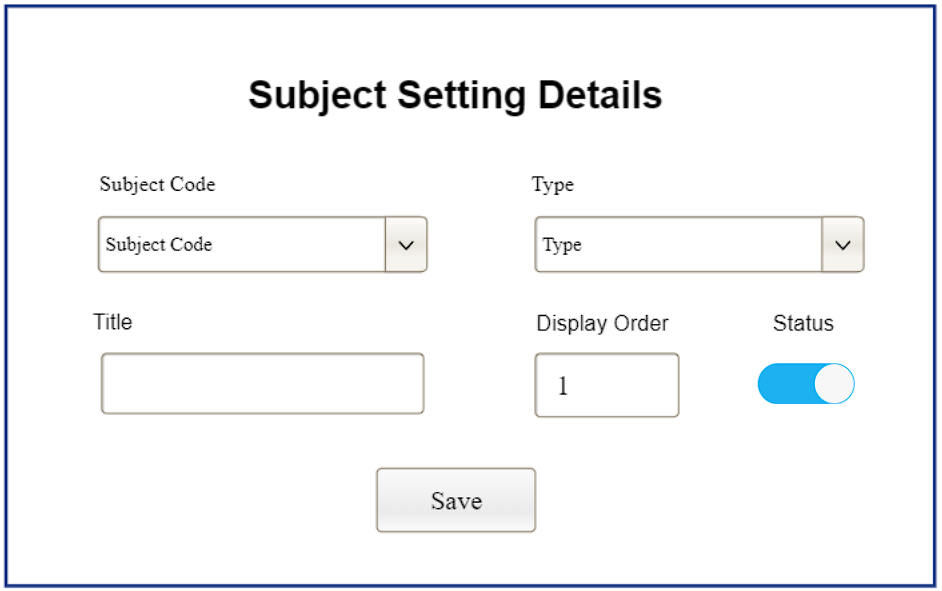 Subject Setting Details
Subject Code
Type
Subject Code
Type
Title
Display Order
Status
1
Save